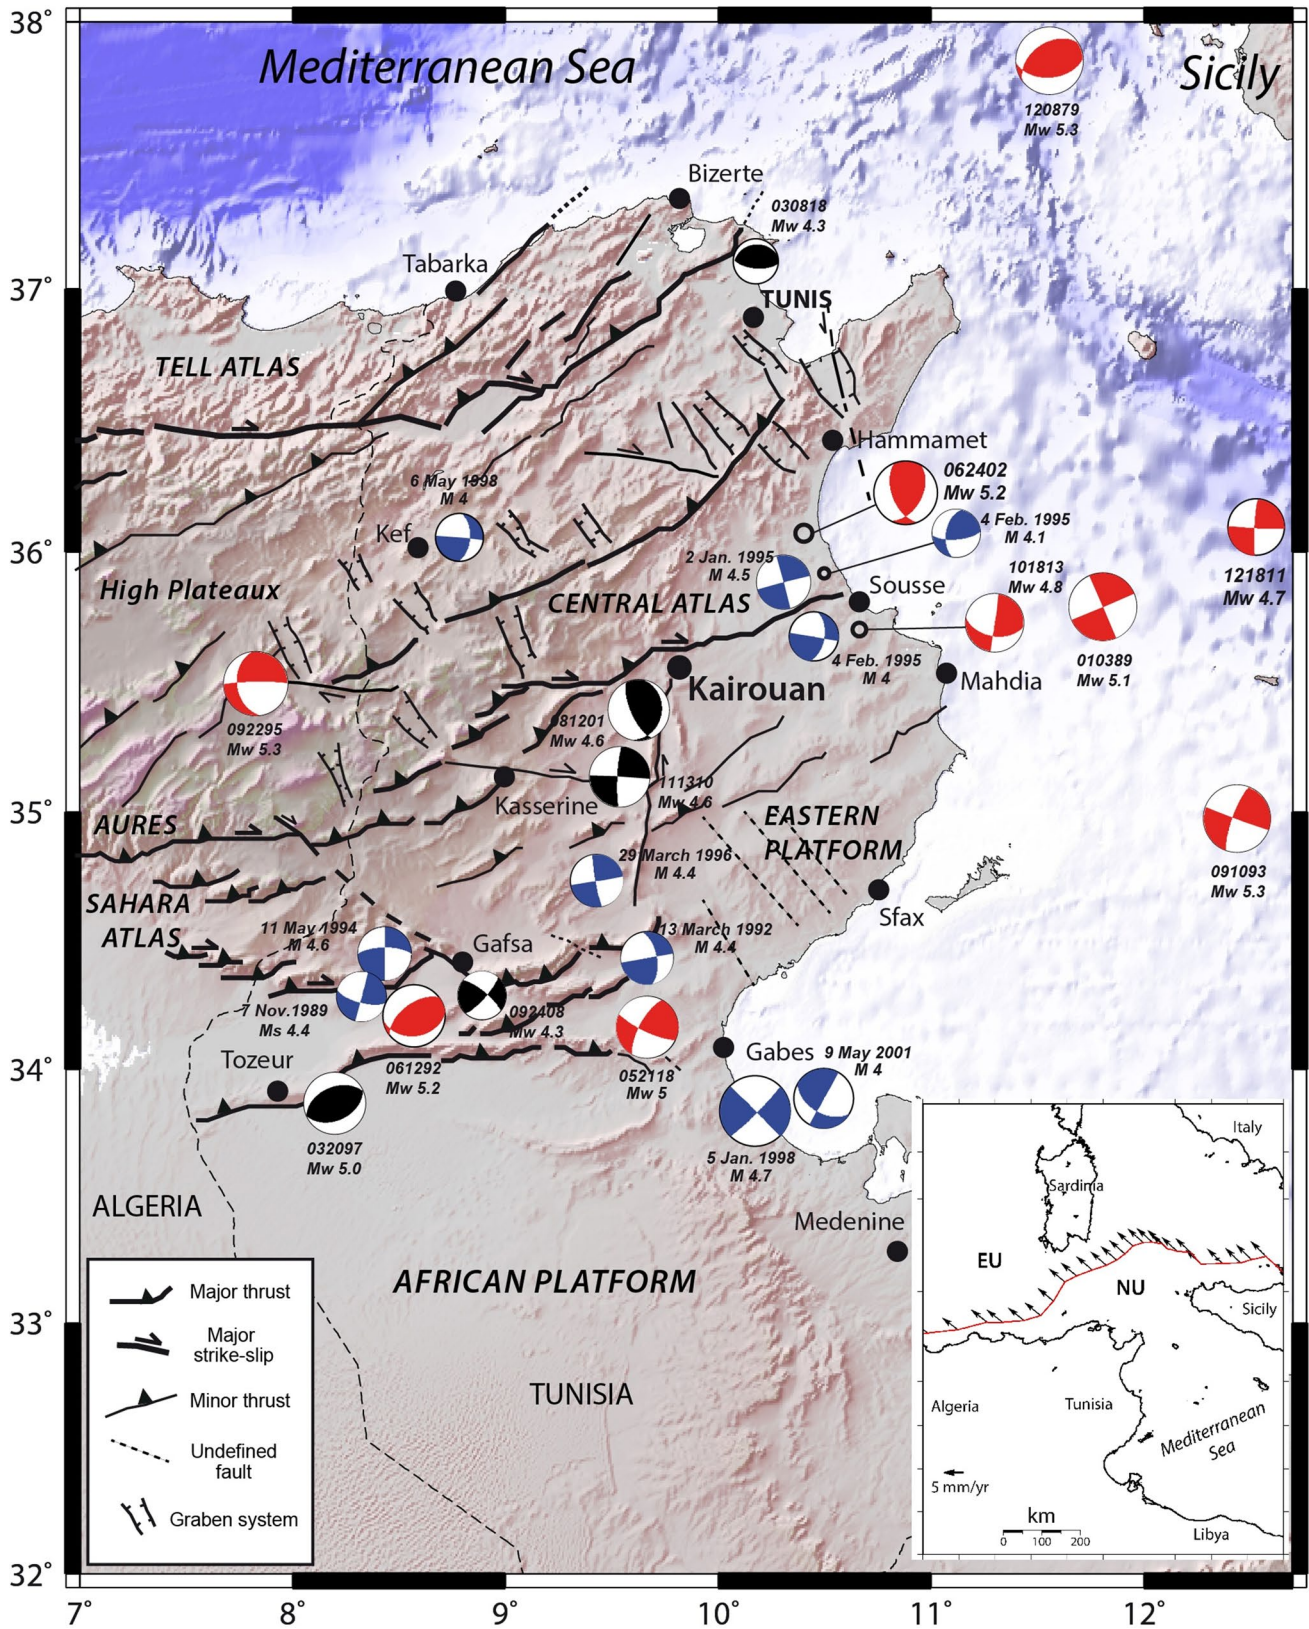 38°
Mediterranean Sea
Sicily
120879
Mw 5.3
Bizerte
030818
Mw 4.3
Tabarka
37°
TUNIS
TELL ATLAS
Hammamet
062402
Mw 5.2
6 May 1998
M 4
Kef
4 Feb. 1995
M 4.1
36°
2 Jan. 1995
M 4.5
101813
Mw 4.8
121811
Mw 4.7
High Plateaux
CENTRAL ATLAS
Sousse
4 Feb. 1995
M 4
010389
Mw 5.1
Kairouan
Mahdia
092295
Mw 5.3
981201
Mw 4.6
111310
Mw 4.6
Kasserine
35°
AURES
EASTERN
PLATFORM
29 March 1996
M 4.4
091093
Mw 5.3
SAHARA
ATLAS
Sfax
11 May 1994
M 4.6
Gafsa
13 March 1992
M 4.4
7 Nov.1989
Ms 4.4
092408
Mw 4.3
Tozeur
061292
Mw 5.2
052118
Mw 5
Gabes
9 May 2001
M 4
34°
032097
Mw 5.0
5 Jan. 1998
M 4.7
ALGERIA
Medenine
AFRICAN PLATFORM
TUNISIA
33°
32°
Major thrust
Major
strike-slip
Minor thrust
Undefined
fault
Graben system
Italy
Sardinia
EU
NU
Sicily
Algeria
Tunisia
Mediterranean
Sea
5 mm/yr
km
0 100 200
Libya
7° 8° 9° 10° 11° 12°